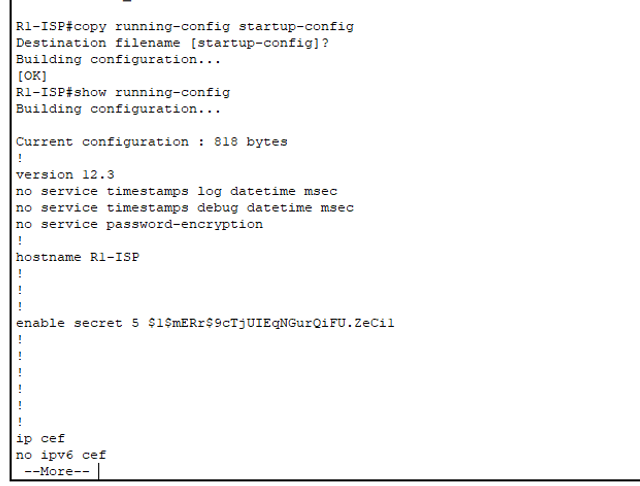 R1-ISP#copy running-config startup-config
Destination filename [startup-config]?
Building configuration...
[OK]
R1-ISP#show running-config
Building configuration...
Current configuration : 818 bytes
!
version 12.3
no service timestamps log datetime msec
no service timestamps debug datetime msec
no service password-encryption
!
hostname R1-ISP
!
!
!
enable secret 5 $1$mERr$9cTjUIEqNGurQiFU.ZeCi1
!
!
!
!
!
!
ip cef
no ipv6 cef
--More--